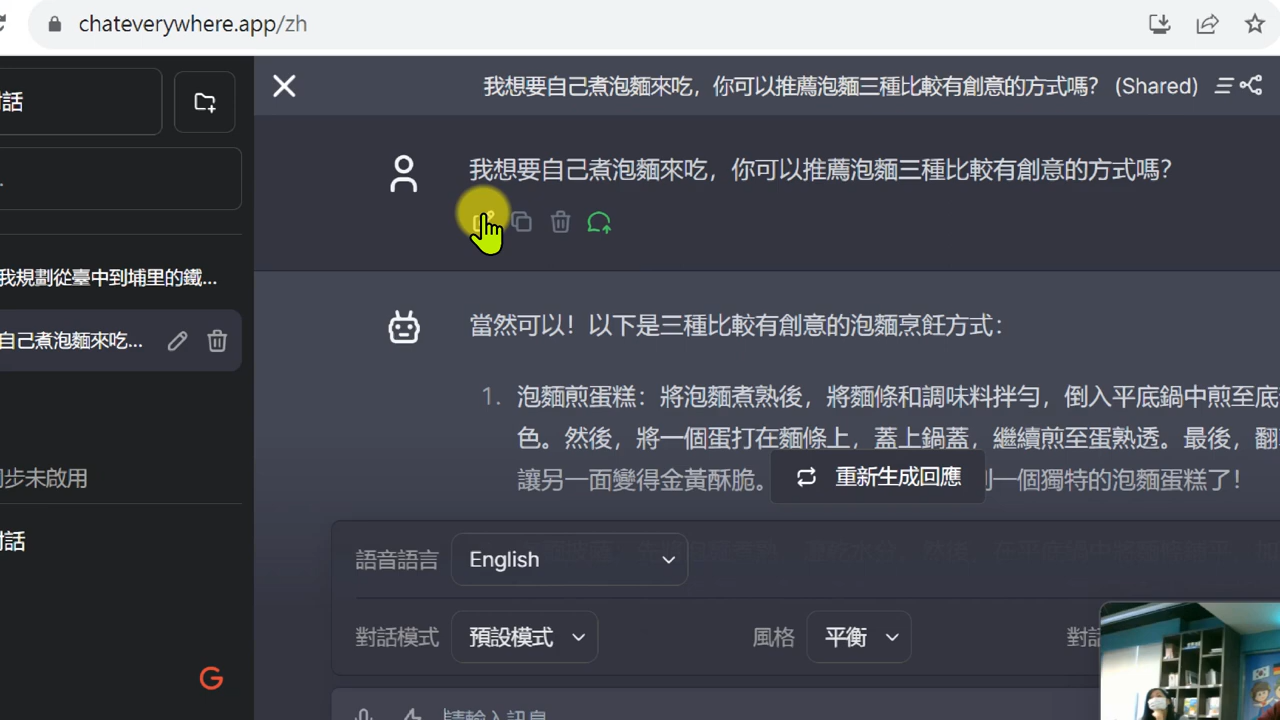 chateverywhere.app/zh
話
我想要自己煮泡麵來吃，你可以推薦泡麵三種比較有創意的方式嗎？ (Shared)
我想要自己煮泡麵來吃，你可以推薦泡麵三種比較有創意的方式嗎？
我規劃從臺中到埔里的鐵...
自己煮泡麵來吃，...
當然可以！以下是三種比較有創意的泡麵烹飪方式：
1. 泡麵煎蛋糕：將泡麵煮熟後，將麵條和調味料拌勻，倒入平底鍋中煎至底
色。然後，將一個蛋打在麵條上，蓋上鍋蓋，繼續煎至蛋熟透。最後，翻
讓另一面變得金黃酥脆。
重新生成回應
一個獨特的泡麵蛋糕了！
步未啟用
話
語音語言 English
對話模式 預設模式 風格 平衡 對話
請輸入訊息